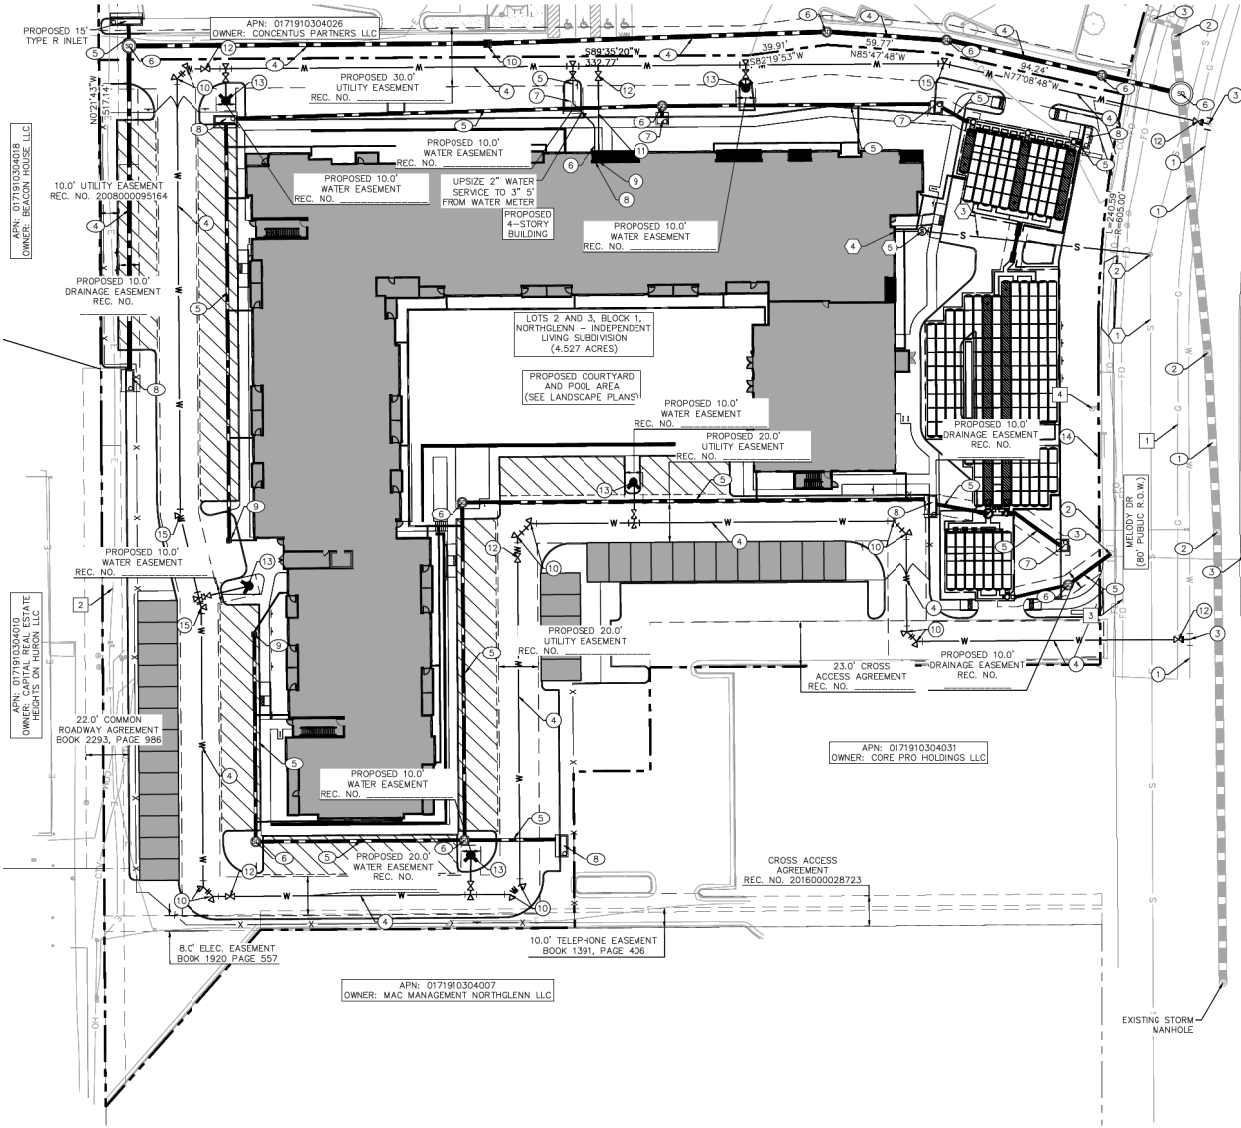 PROPOSED 15'
TYPE R INLET
APN: 0171910304026
OWNER: CONCENTUS PARTNERS LLC
S89°35'20"W
332.77'
39.91'
S82°19'53"W
59.77'
N85°47'48"W
94.24'
N77°08'48"W
PROPOSED 30.0'
UTILITY EASEMENT
REC. NO.
N0°21'43"W
517.14'
APN: 0171910304018
OWNER: BEACON HOUSE LLC
10.0' UTILITY EASEMENT
REC. NO. 2008000095164
PROPOSED 10.0'
WATER EASEMENT
REC. NO.
PROPOSED 10.0'
WATER EASEMENT
REC. NO.
UPSIZE 2" WATER
SERVICE TO 3" 5'
FROM WATER METER
PROPOSED
4-STORY
BUILDING
PROPOSED 10.0'
WATER EASEMENT
REC. NO.
L=240.59'
R=605.00'
PROPOSED 10.0'
DRAINAGE EASEMENT
REC. NO.
LOTS 2 AND 3, BLOCK 1,
NORTHGLENN - INDEPENDENT
LIVING SUBDIVISION
(4.527 ACRES)
PROPOSED COURTYARD
AND POOL AREA
(SEE LANDSCAPE PLANS)
PROPOSED 10.0'
WATER EASEMENT
REC. NO.
PROPOSED 20.0'
UTILITY EASEMENT
REC. NO.
PROPOSED 10.0'
DRAINAGE EASEMENT
REC. NO.
MELODY DR
(80' PUBLIC R.O.W.)
PROPOSED 10.0'
WATER EASEMENT
REC. NO.
APN: 0171910304010
OWNER: CAPITAL REAL ESTATE
HEIGHTS ON HURON LLC
PROPOSED 20.0'
UTILITY EASEMENT
REC. NO.
23.0' CROSS
ACCESS AGREEMENT
REC. NO.
PROPOSED 10.0'
DRAINAGE EASEMENT
REC. NO.
22.0' COMMON
ROADWAY AGREEMENT
BOOK 2293, PAGE 986
APN: 0171910304031
OWNER: CORE PRO HOLDINGS LLC
PROPOSED 10.0'
WATER EASEMENT
REC. NO.
PROPOSED 20.0'
WATER EASEMENT
REC. NO.
CROSS ACCESS
AGREEMENT
REC. NO. 2016000028723
8.0' ELEC. EASEMENT
BOOK 1920 PAGE 557
10.0' TELEPHONE EASEMENT
BOOK 1391, PAGE 406
APN: 0171910304007
OWNER: MAC MANAGEMENT NORTHGLENN LLC
EXISTING STORM
MANHOLE